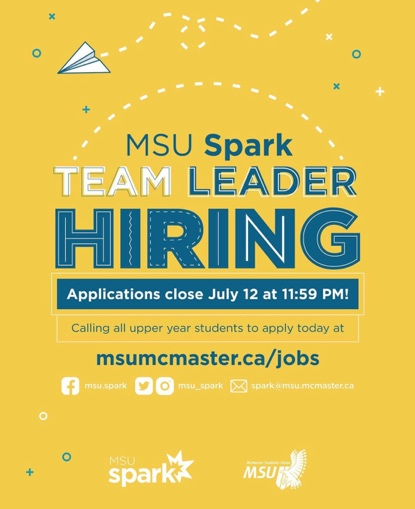 MSU Spark
TEAM LEADER
HIRING
Applications close July 12 at 11:59 PM!
Calling all upper year students to apply today at
msumcmaster.ca/jobs
msu.spark msu_spark spark@msu.mcmaster.ca
MSU
spark
MSU